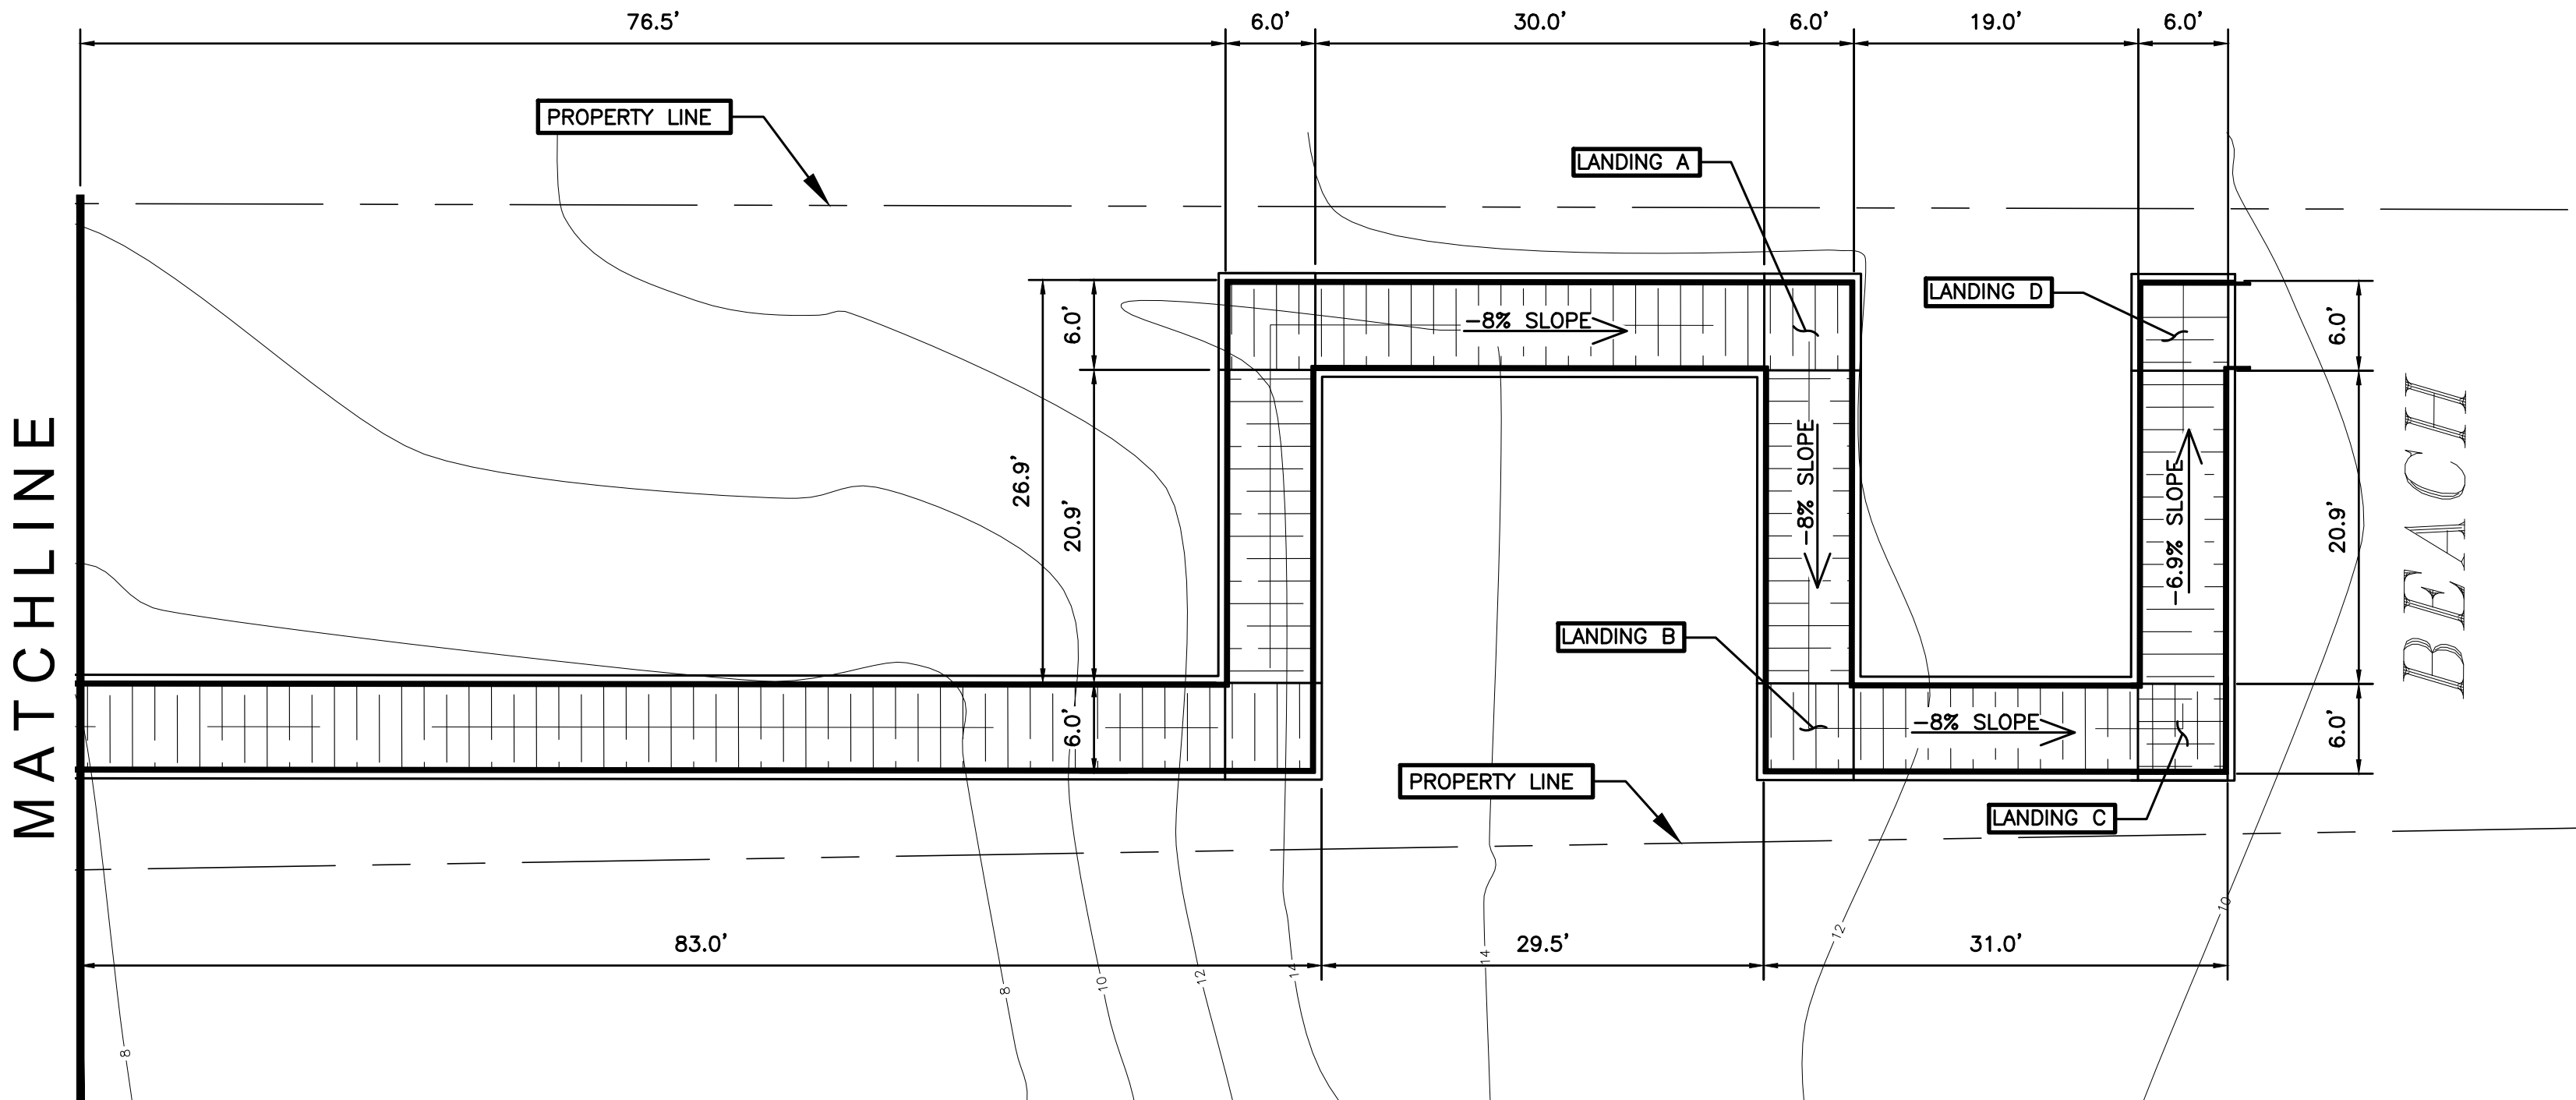 76.5'
6.0'
30.0'
6.0'
19.0'
6.0'
PROPERTY LINE
LANDING A
LANDING D
-8% SLOPE
6.0'
6.0'
MATCHLINE
26.9'
20.9'
-8% SLOPE
-6.9% SLOPE
20.9'
BEACH
LANDING B
6.0'
-8% SLOPE
6.0'
PROPERTY LINE
LANDING C
83.0'
29.5'
31.0'
8
8
10
12
14
14
12
10